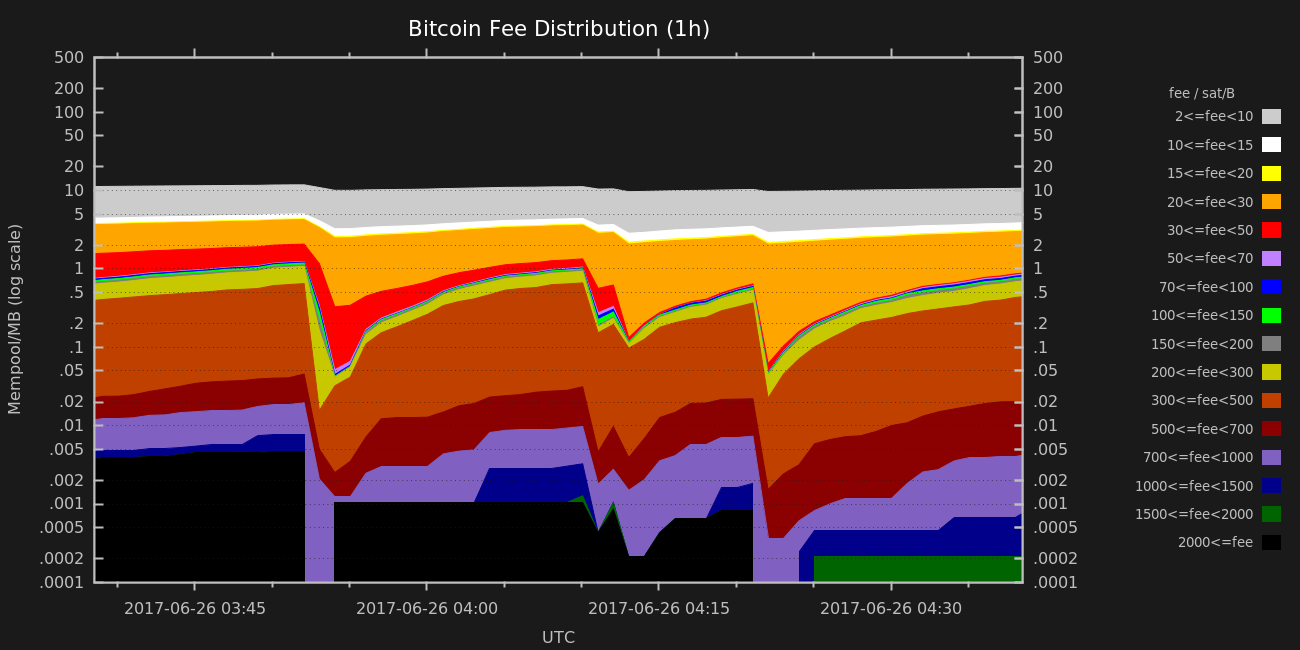 Bitcoin Fee Distribution (1h)
Mempool/MB (log scale)
500
200
100
50
20
10
5
2
1
.5
.2
.1
.05
.02
.01
.005
.002
.001
.0005
.0002
.0001
500
200
100
50
20
10
5
2
1
.5
.2
.1
.05
.02
.01
.005
.002
.001
.0005
.0002
.0001
2017-06-26 03:45
2017-06-26 04:00
2017-06-26 04:15
2017-06-26 04:30
UTC
fee / sat/B
2<=fee<10
10<=fee<15
15<=fee<20
20<=fee<30
30<=fee<50
50<=fee<70
70<=fee<100
100<=fee<150
150<=fee<200
200<=fee<300
300<=fee<500
500<=fee<700
700<=fee<1000
1000<=fee<1500
1500<=fee<2000
2000<=fee